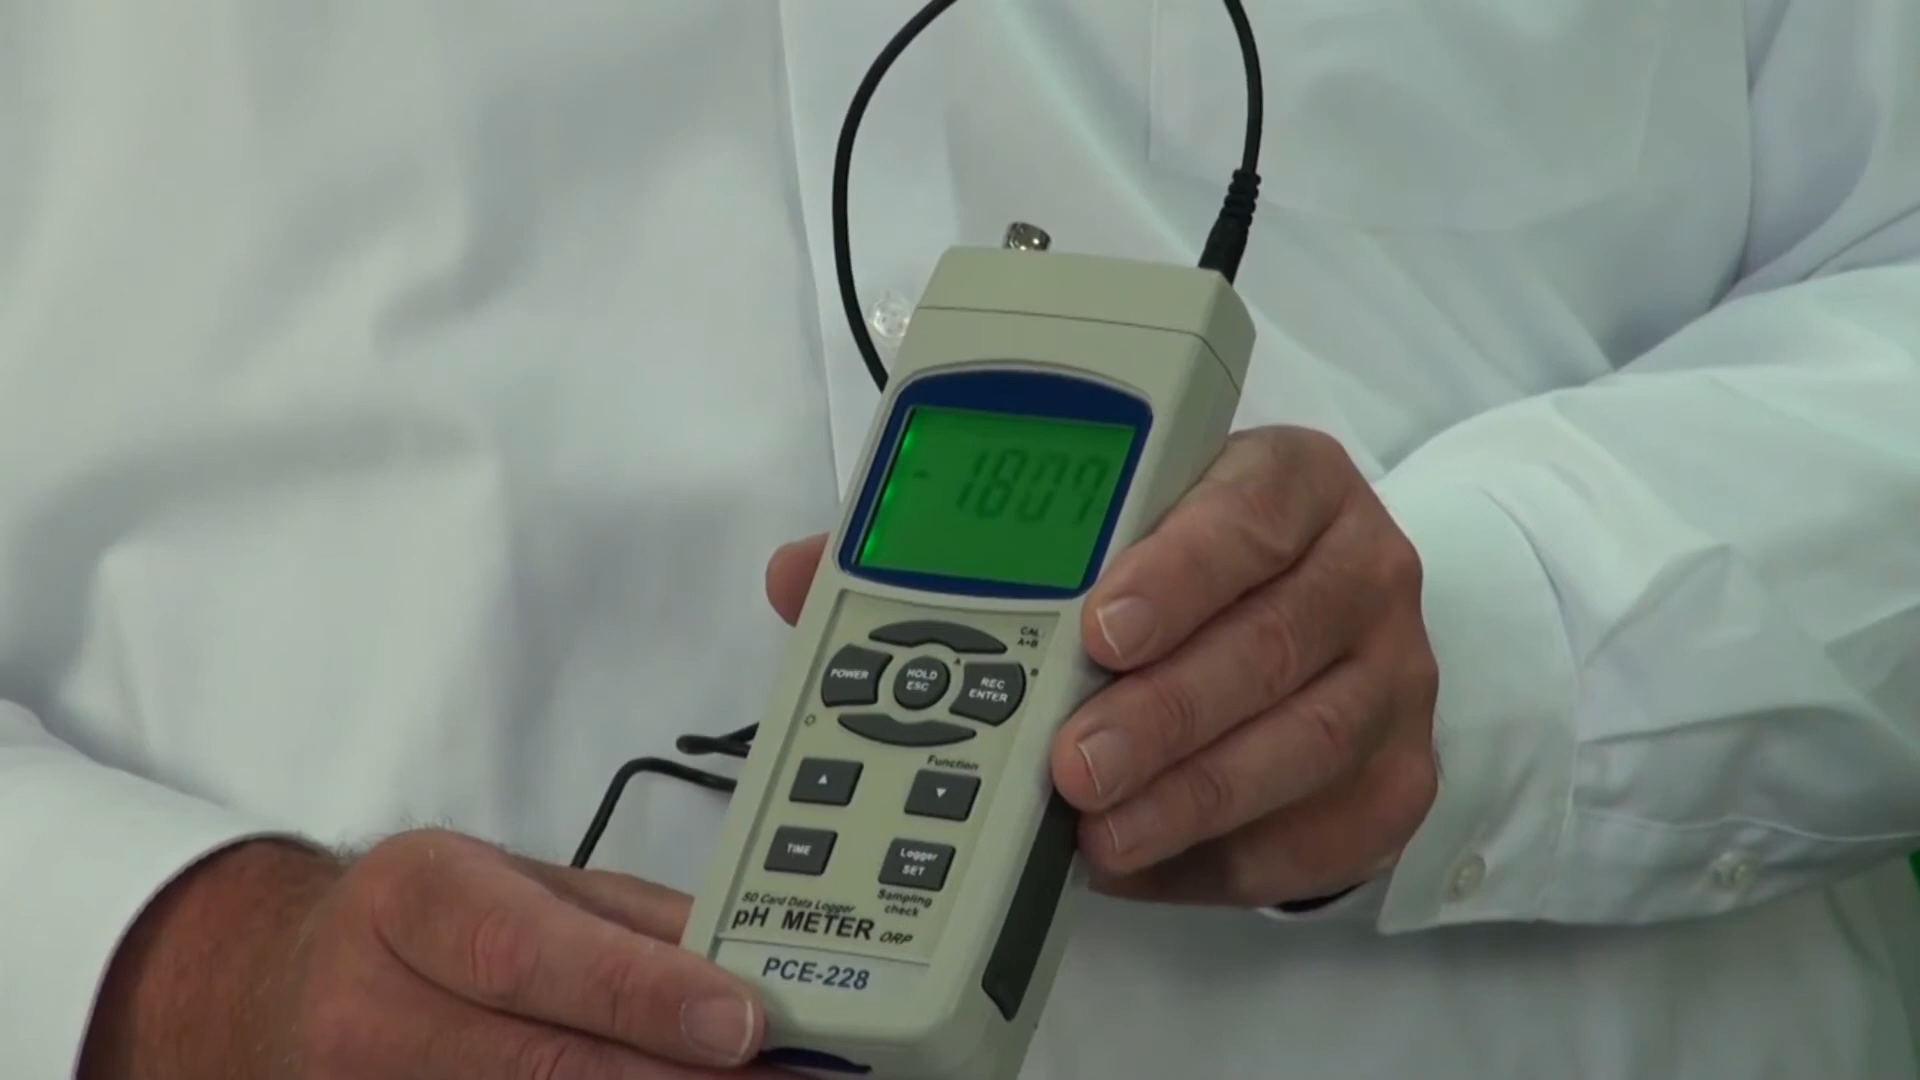 - 1807
CAL:
A+B
A
B
POWER
HOLD
ESC
REC
ENTER
Function
▲
▼
TIME
Logger
SET
SD Card Data Logger
Sampling
check
pH METER ORP
PCE-228